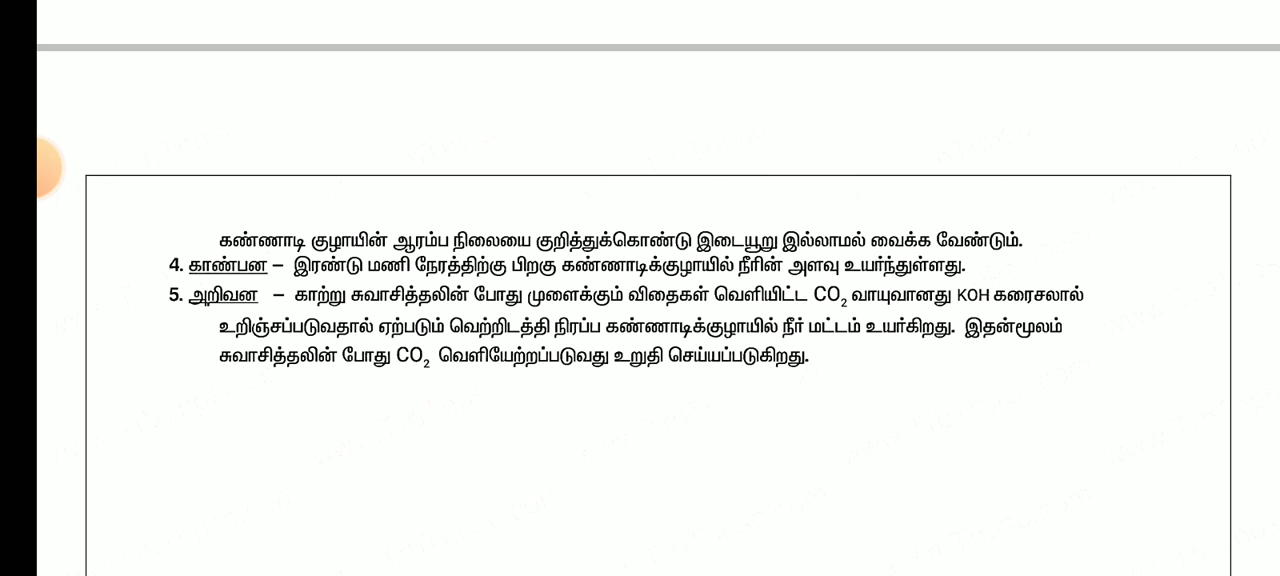 கண்ணாடி குழாயின் ஆரம்ப நிலையை குறித்துக்கொண்டு இடையூறு இல்லாமல் வைக்க வேண்டும்.
4. காண்பன – இரண்டு மணி நேரத்திற்கு பிறகு கண்ணாடிக்குழாயில் நீரின் அளவு உயர்ந்துள்ளது.
5. அறிவன – காற்று சுவாசித்தலின் போது முளைக்கும் விதைகள் வெளியிட்ட CO₂ வாயுவானது KOH கரைசலால்
உறிஞ்சப்படுவதால் ஏற்படும் வெற்றிடத்தி நிரப்ப கண்ணாடிக்குழாயில் நீர் மட்டம் உயர்கிறது. இதன்மூலம்
சுவாசித்தலின் போது CO₂ வெளியேற்றப்படுவது உறுதி செய்யப்படுகிறது.